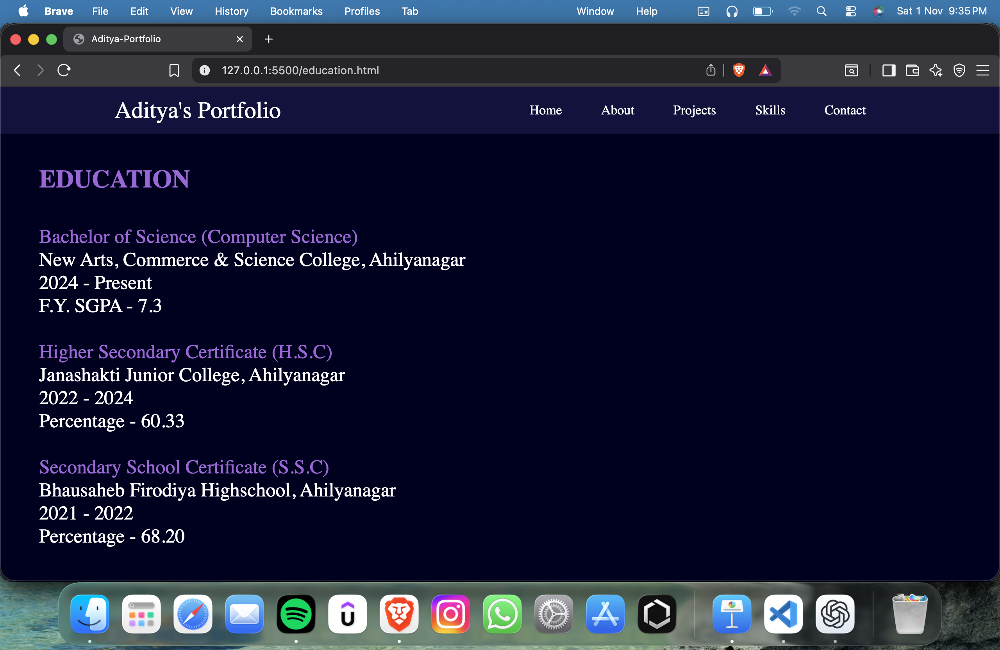 Brave File Edit View History Bookmarks Profiles Tab Window Help Sat 1 Nov 9:35 PM
Aditya-Portfolio
127.0.0.1:5500/education.html
Aditya's Portfolio Home About Projects Skills Contact
EDUCATION
Bachelor of Science (Computer Science)
New Arts, Commerce & Science College, Ahilyanagar
2024 - Present
F.Y. SGPA - 7.3
Higher Secondary Certificate (H.S.C)
Janashakti Junior College, Ahilyanagar
2022 - 2024
Percentage - 60.33
Secondary School Certificate (S.S.C)
Bhausaheb Firodiya Highschool, Ahilyanagar
2021 - 2022
Percentage - 68.20